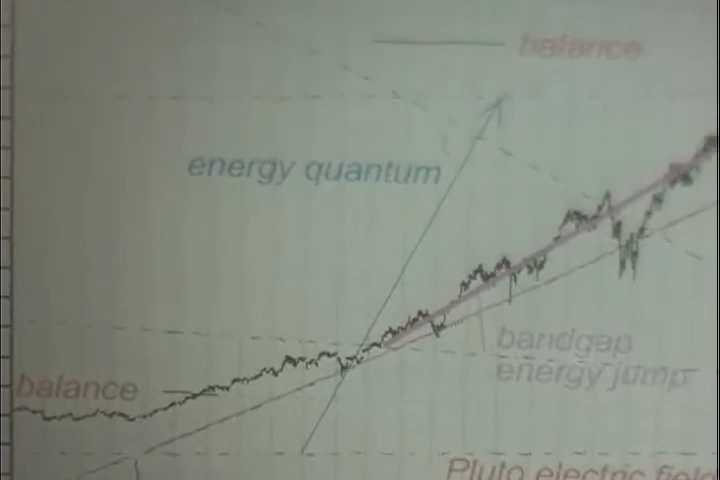 balance
energy quantum
bandgap
energy jump
balance
Pluto electric field